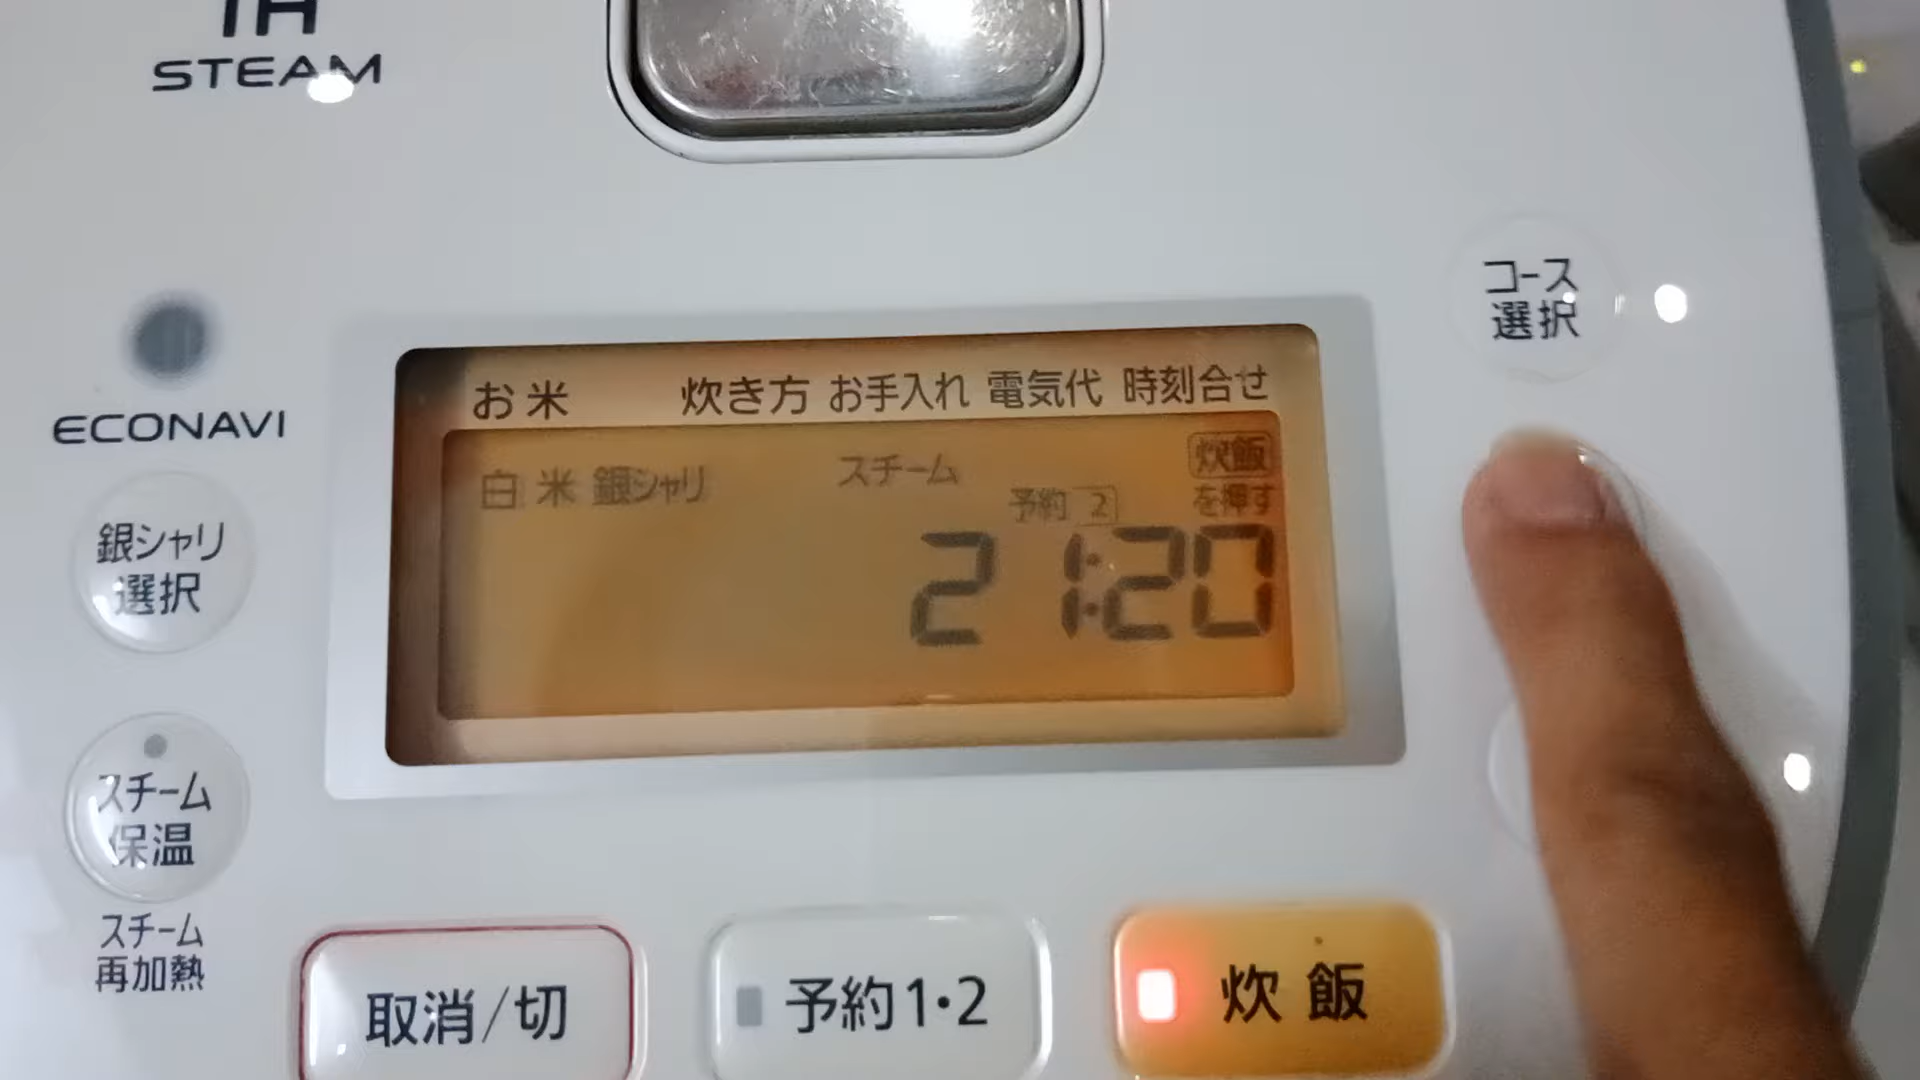 IH
STEAM
ECONAVI
銀シャリ
選択
スチーム
保温
スチーム
再加熱
お米 炊き方 お手入れ 電気代 時刻合せ
白米 銀シャリ スチーム 炊飯
予約 2 を押す
21:20
コース
選択
取消/切
予約1・2
炊飯